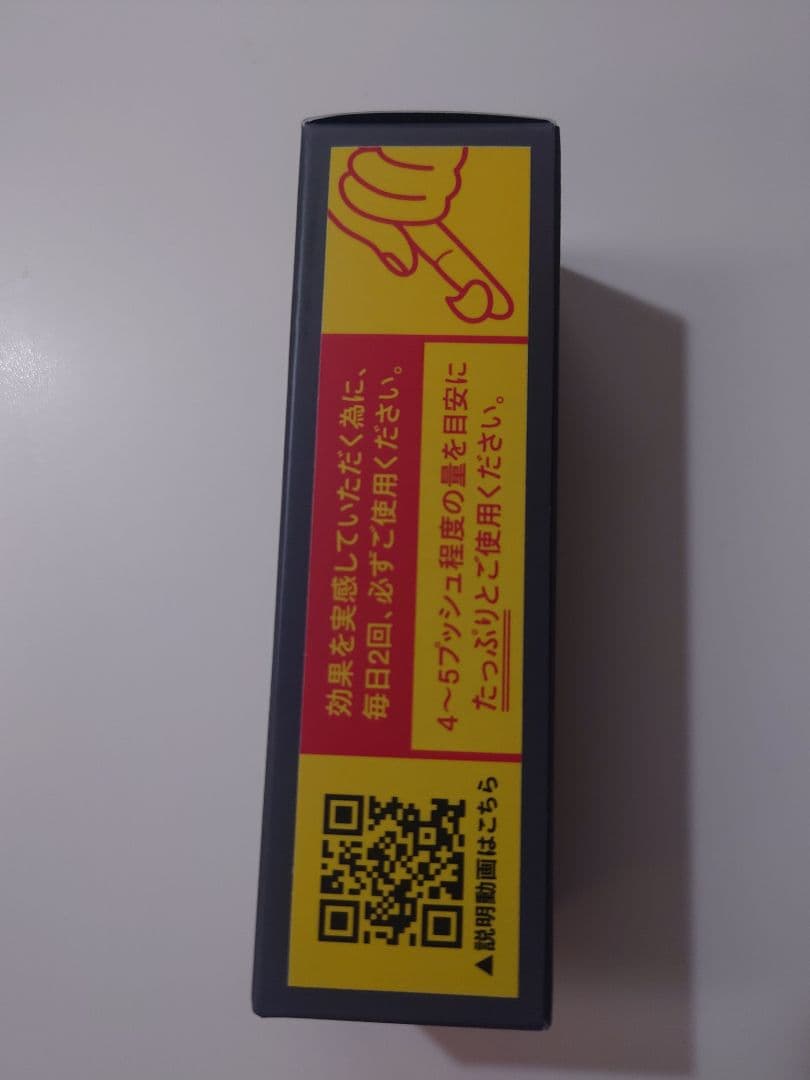 効果を実感していただく為に、
毎日2回、必ずご使用ください。
4〜5プッシュ程度の量を目安に
たっぷりとご使用ください。
▲説明動画はこちら